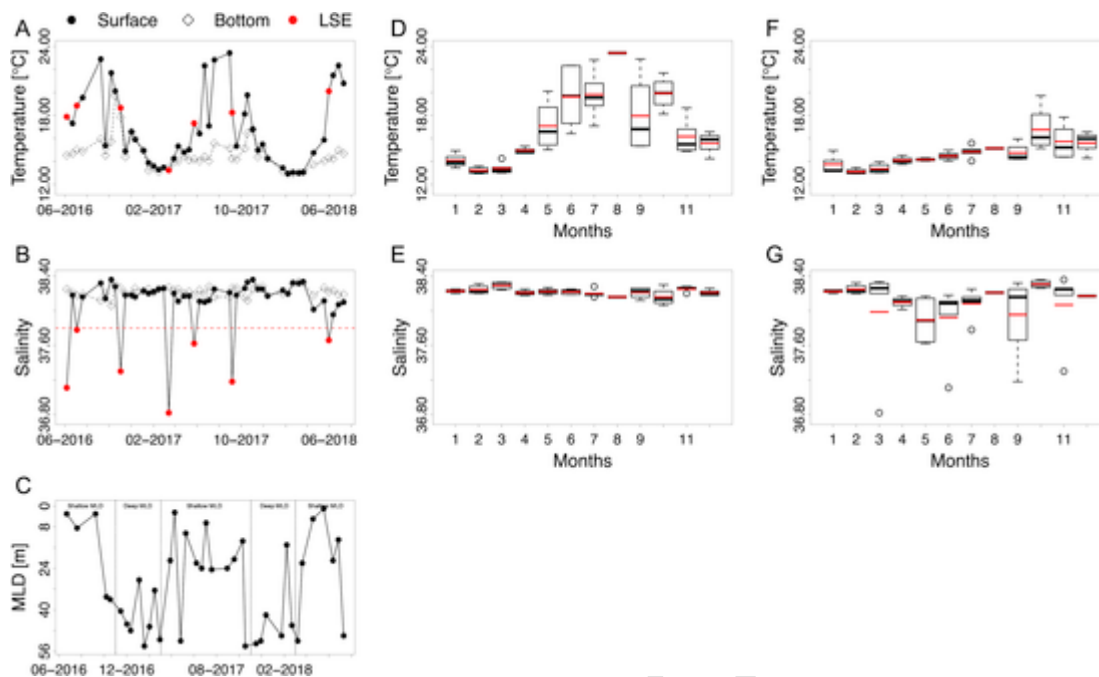 Surface Bottom LSE
A
Temperature [°C]
24.00
18.00
12.00
06–2016 02–2017 10–2017 06–2018
D
Temperature [°C]
24.00
18.00
12.00
1 2 3 4 5 6 7 8 9 11
Months
F
Temperature [°C]
24.00
18.00
12.00
1 2 3 4 5 6 7 8 9 11
Months
B
Salinity
38.40
37.60
36.80
06–2016 02–2017 10–2017 06–2018
E
Salinity
38.40
37.60
36.80
1 2 3 4 5 6 7 8 9 11
Months
G
Salinity
38.40
37.60
36.80
1 2 3 4 5 6 7 8 9 11
Months
C
MLD [m]
0
8
24
40
56
Shallow MLD Deep MLD Shallow MLD Deep MLD Shallow MLD
06–2016 12–2016 08–2017 02–2018